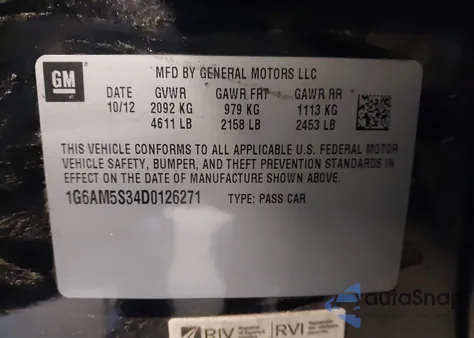 GM
MFD BY GENERAL MOTORS LLC
DATE GVWR GAWR FRT GAWR RR
10/12 2092 KG 979 KG 1113 KG
4611 LB 2158 LB 2453 LB
THIS VEHICLE CONFORMS TO ALL APPLICABLE U.S. FEDERAL MOTOR
VEHICLE SAFETY, BUMPER, AND THEFT PREVENTION STANDARDS IN
EFFECT ON THE DATE OF MANUFACTURE SHOWN ABOVE.
1G6AM5S34D0126271 TYPE: PASS CAR
autoSnap
RIV RVI